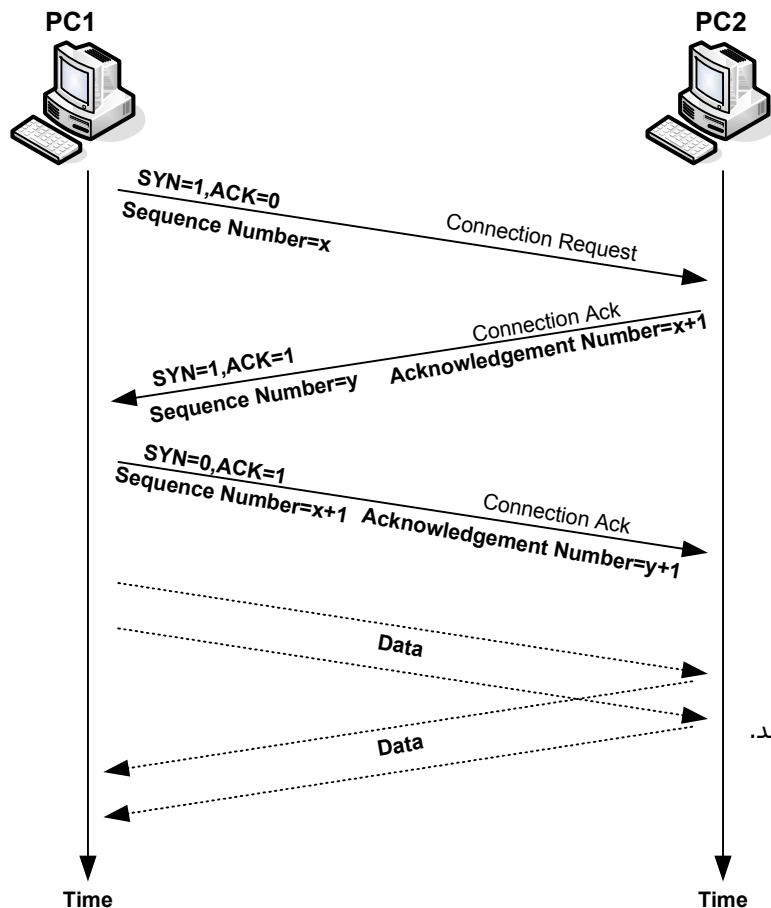 PC1
PC2
SYN=1,ACK=0
Sequence Number=x
Connection Request
Connection Ack
SYN=1,ACK=1
Acknowledgement Number=x+1
Sequence Number=y
SYN=0,ACK=1
Sequence Number=x+1
Connection Ack
Acknowledgement Number=y+1
Data
Data
Time
Time